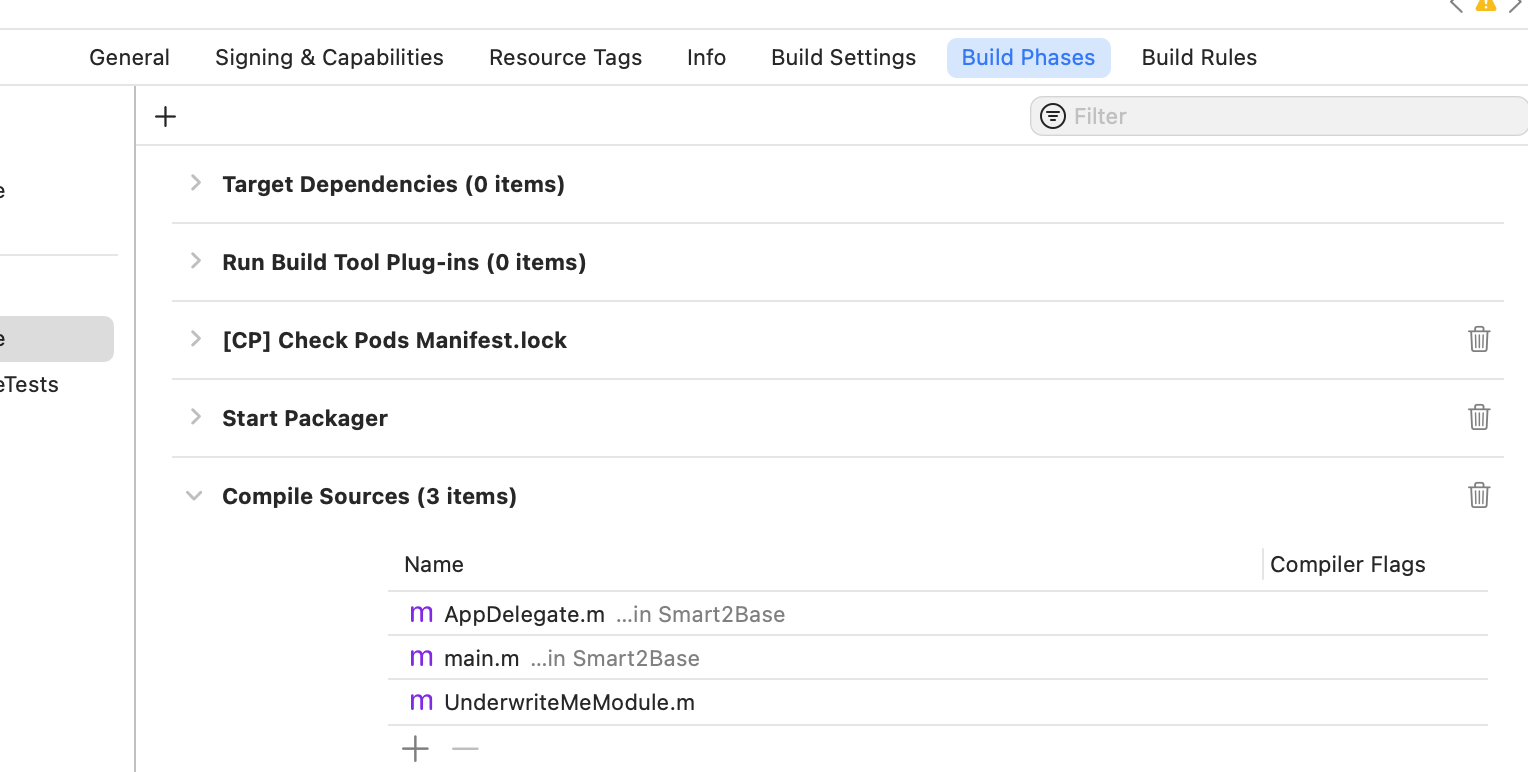 General Signing & Capabilities Resource Tags Info Build Settings Build Phases Build Rules
Filter
e
Target Dependencies (0 items)
Run Build Tool Plug-ins (0 items)
e
[CP] Check Pods Manifest.lock
eTests
Start Packager
Compile Sources (3 items)
Name Compiler Flags
m AppDelegate.m ...in Smart2Base
m main.m ...in Smart2Base
m UnderwriteMeModule.m